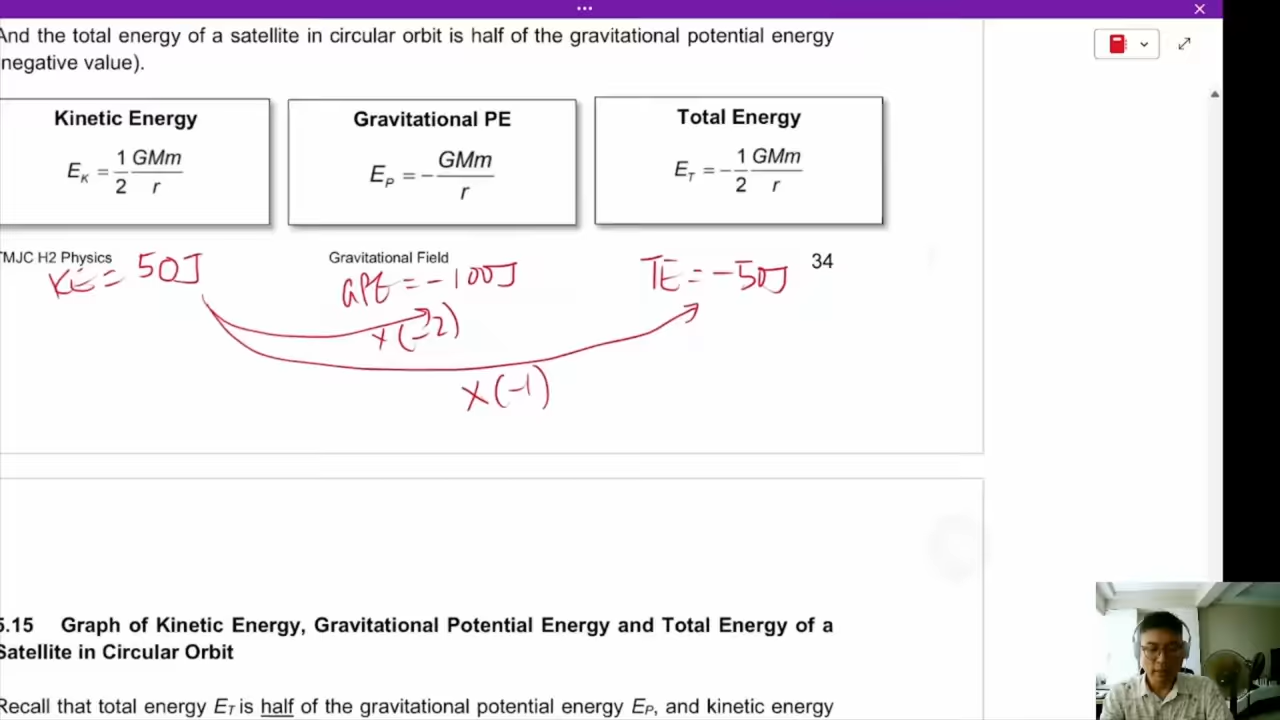 And the total energy of a satellite in circular orbit is half of the gravitational potential energy
negative value).
Kinetic Energy
E_K = 1/2 GMm/r
Gravitational PE
E_P = - GMm/r
Total Energy
E_T = - 1/2 GMm/r
TMJC H2 Physics
Gravitational Field
34
KE = 50J
GPE = -100J
TE = -50J
x (-2)
x (-1)
5.15 Graph of Kinetic Energy, Gravitational Potential Energy and Total Energy of a
Satellite in Circular Orbit
Recall that total energy E_T is half of the gravitational potential energy E_P, and kinetic energy